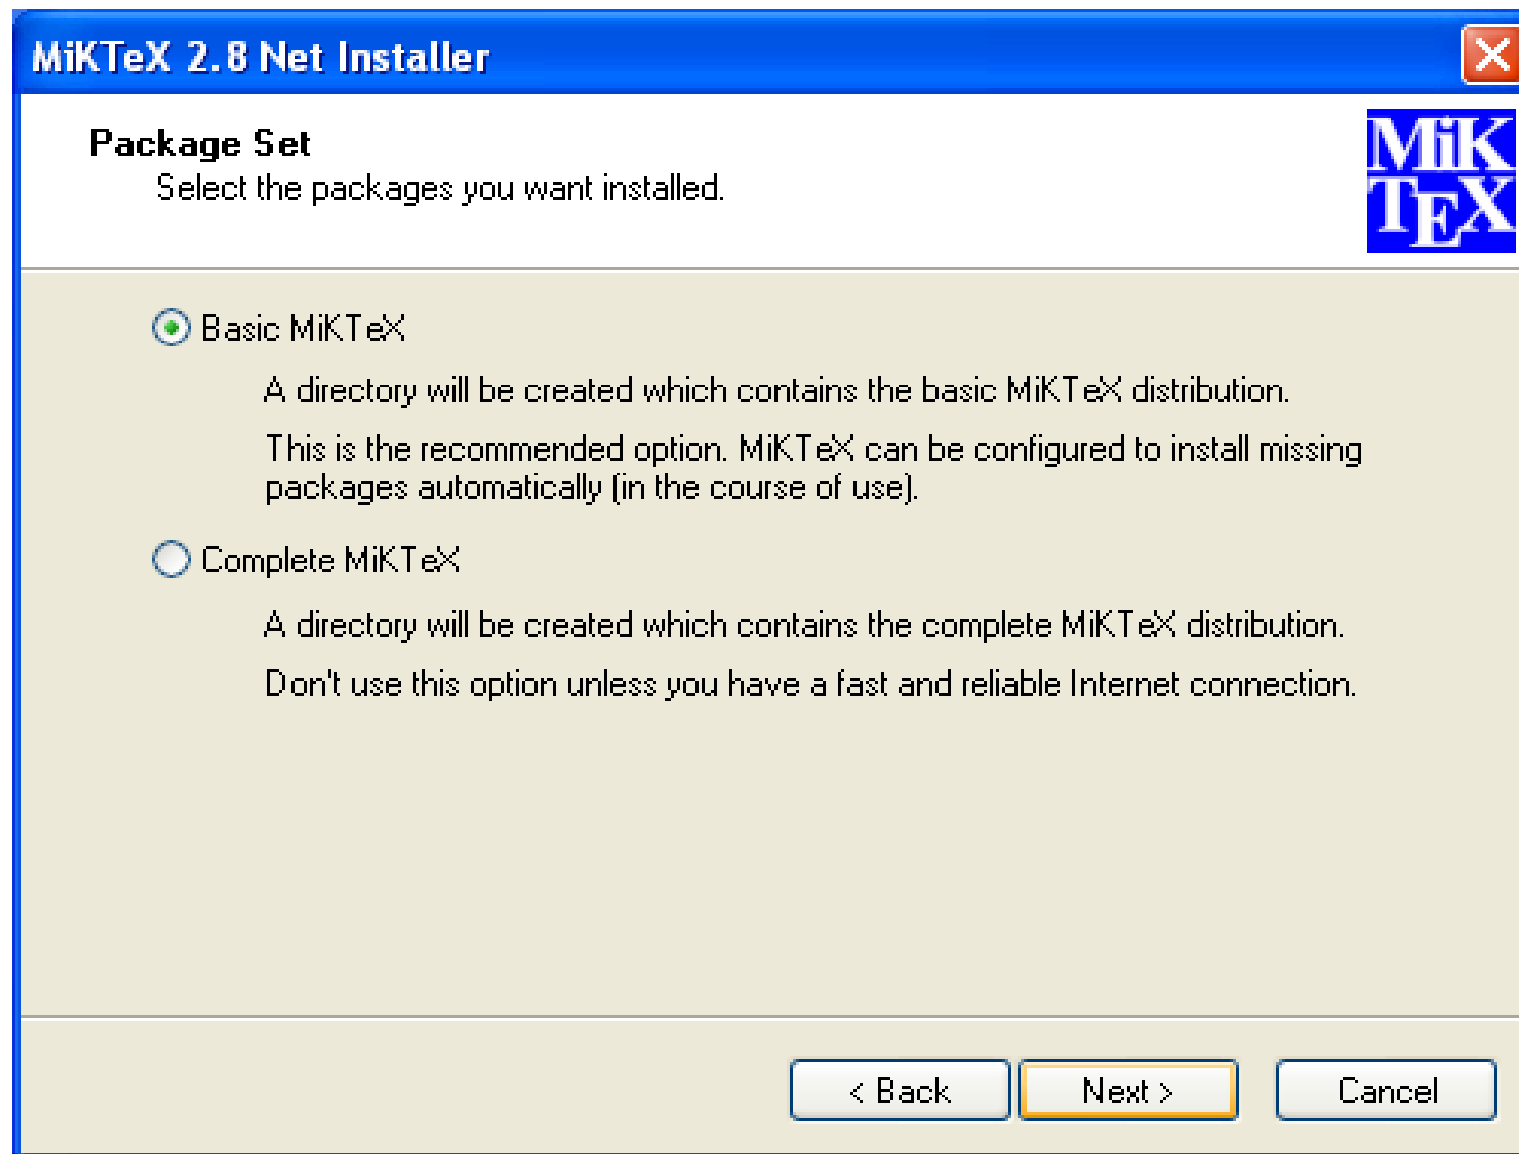 MiKTeX 2.8 Net Installer
Package Set
Select the packages you want installed.
MiK
TEX
Basic MiKTeX
A directory will be created which contains the basic MiKTeX distribution.
This is the recommended option. MiKTeX can be configured to install missing
packages automatically (in the course of use).
Complete MiKTeX
A directory will be created which contains the complete MiKTeX distribution.
Don't use this option unless you have a fast and reliable Internet connection.
< Back Next > Cancel